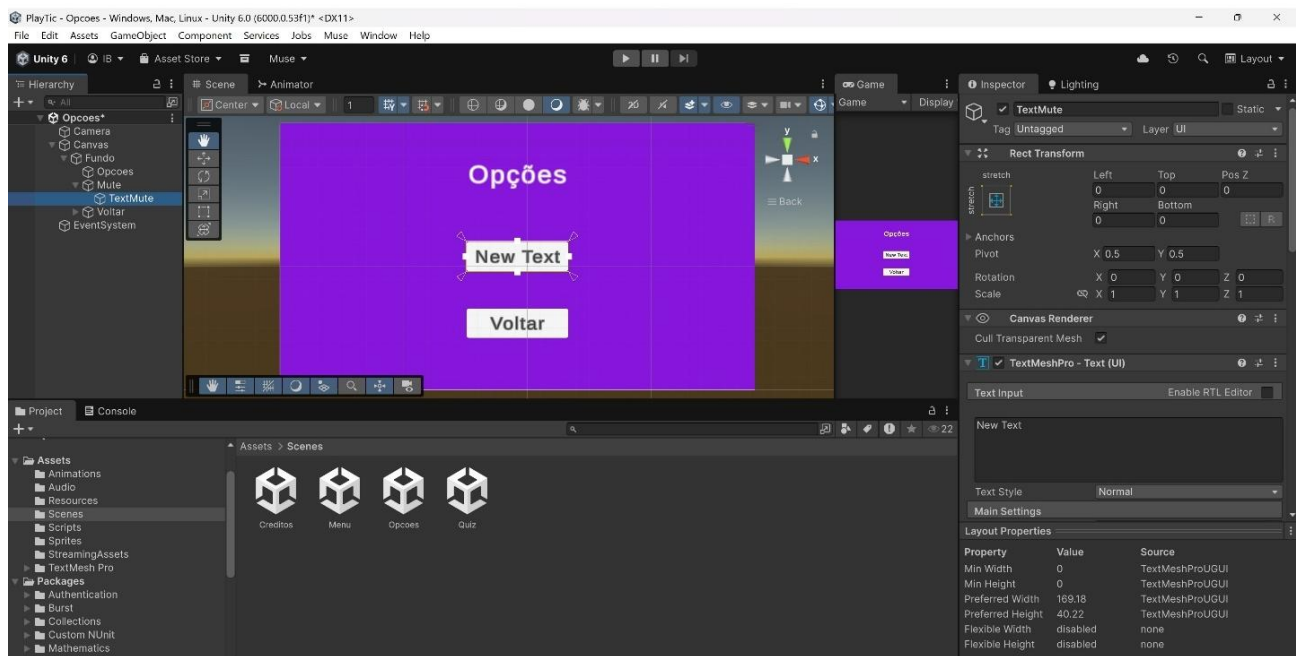 PlayTic - Opcoes - Windows, Mac, Linux - Unity 6.0 (6000.0.53f1)* <DX11>
File Edit Assets GameObject Component Services Jobs Muse Window Help
Unity 6 IB Asset Store Muse Layout
Hierarchy
All
Opcoes*
Camera
Canvas
Fundo
Opcoes
Mute
TextMute
Voltar
EventSystem
Scene Animator
Center Local 1
Opções
New Text
Voltar
y
x
Back
Game
Game Display
Opções
New Text
Voltar
Inspector Lighting
TextMute Static
Tag Untagged Layer UI
Rect Transform
stretch Left Top Pos Z
stretch 0 0 0
Right Bottom
0 0 R
Anchors
Pivot X 0.5 Y 0.5
Rotation X 0 Y 0 Z 0
Scale X 1 Y 1 Z 1
Canvas Renderer
Cull Transparent Mesh
TextMeshPro - Text (UI)
Text Input Enable RTL Editor
New Text
Text Style Normal
Main Settings
Layout Properties
Property Value Source
Min Width 0 TextMeshProUGUI
Min Height 0 TextMeshProUGUI
Preferred Width 169.18 TextMeshProUGUI
Preferred Height 40.22 TextMeshProUGUI
Flexible Width disabled none
Flexible Height disabled none
Project Console
22
Assets
Animations
Audio
Resources
Scenes
Scripts
Sprites
StreamingAssets
TextMesh Pro
Packages
Authentication
Burst
Collections
Custom NUnit
Mathematics
Assets > Scenes
Creditos Menu Opcoes Quiz